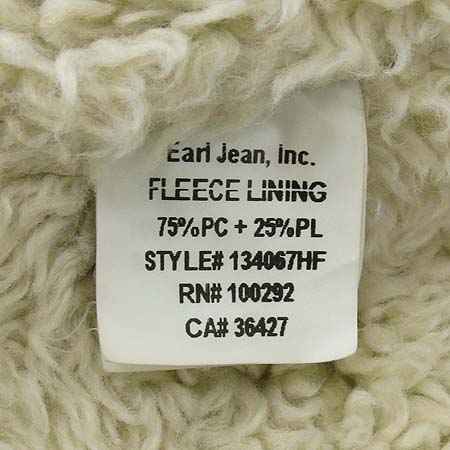 Earl Jean, Inc.
FLEECE LINING
75%PC + 25%PL
STYLE# 134067HF
RN# 100292
CA# 36427